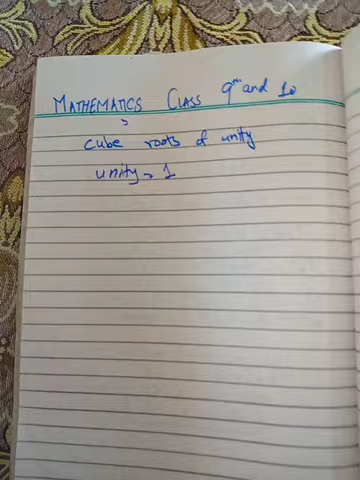 MATHEMATICS CLASS 9th and 10
cube roots of unity
unity = 1